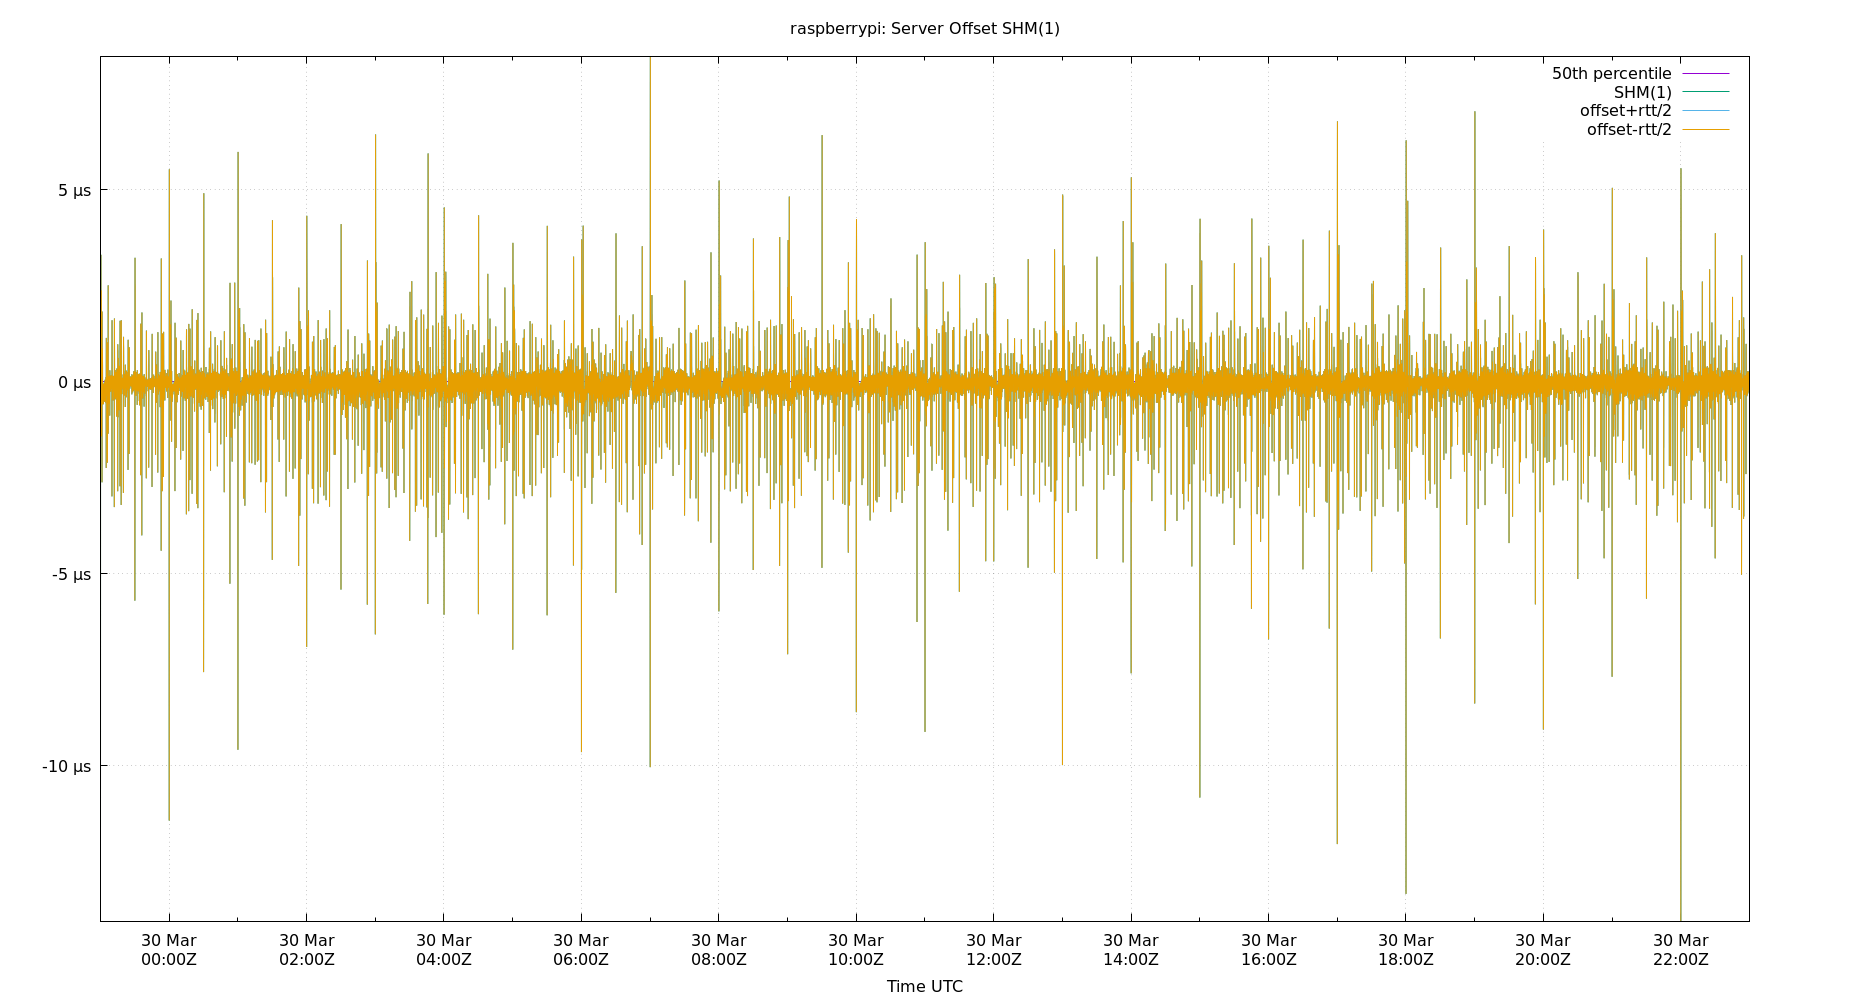 raspberrypi: Server Offset SHM(1)
50th percentile
SHM(1)
offset+rtt/2
offset-rtt/2
5 µs
0 µs
-5 µs
-10 µs
30 Mar 30 Mar 30 Mar 30 Mar 30 Mar 30 Mar 30 Mar 30 Mar 30 Mar 30 Mar 30 Mar 30 Mar
00:00Z 02:00Z 04:00Z 06:00Z 08:00Z 10:00Z 12:00Z 14:00Z 16:00Z 18:00Z 20:00Z 22:00Z
Time UTC